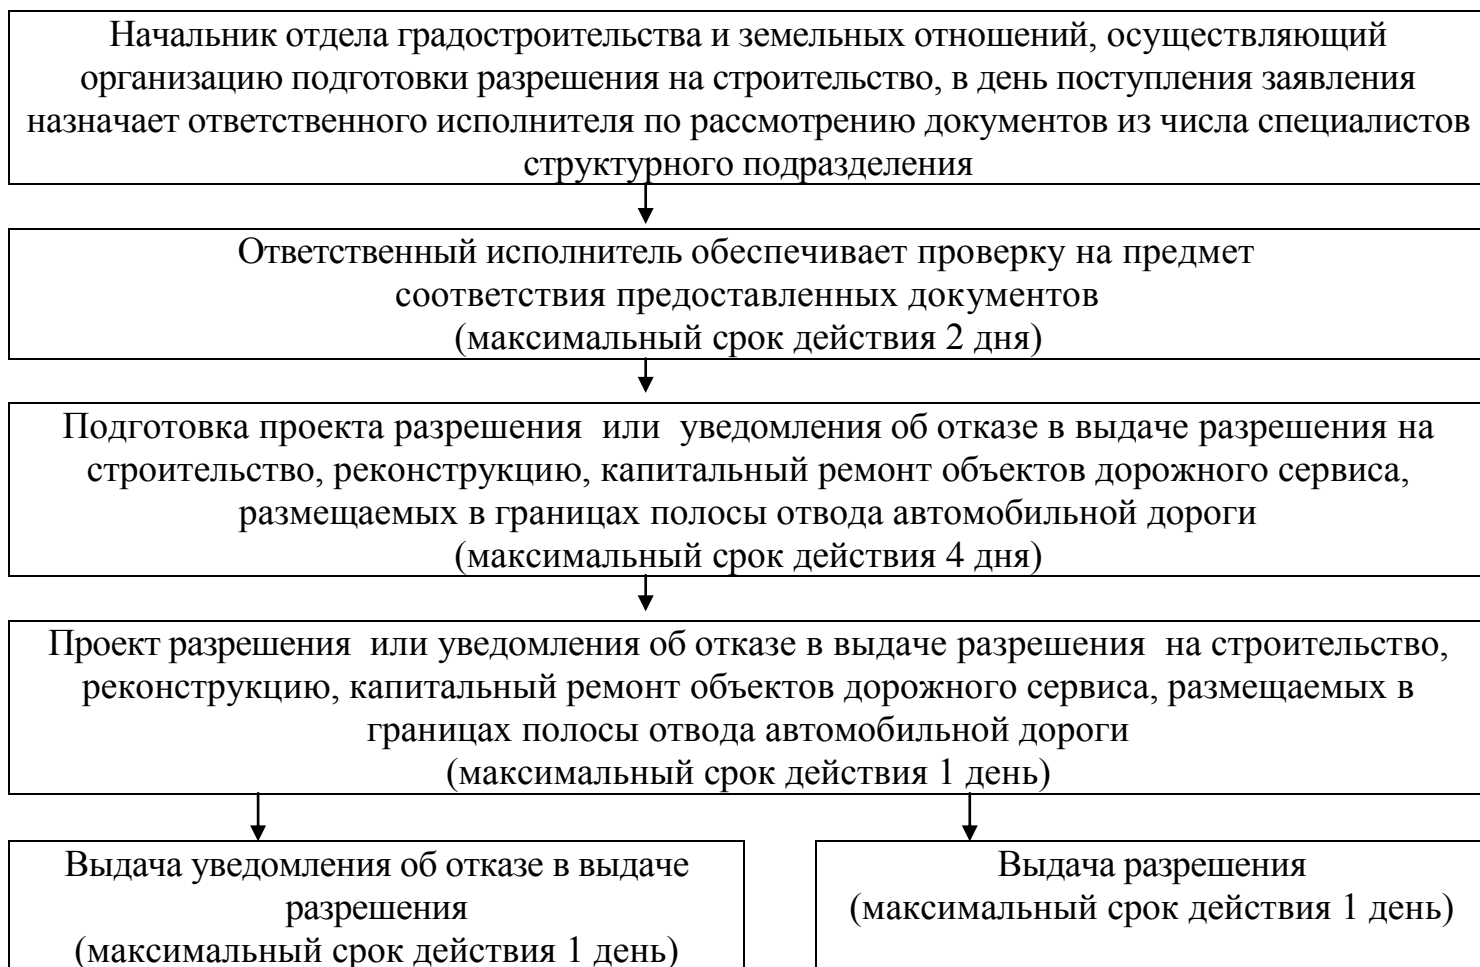 Начальник отдела градостроительства и земельных отношений, осуществляющий
организацию подготовки разрешения на строительство, в день поступления заявления
назначает ответственного исполнителя по рассмотрению документов из числа специалистов
структурного подразделения
Ответственный исполнитель обеспечивает проверку на предмет
соответствия предоставленных документов
(максимальный срок действия 2 дня)
Подготовка проекта разрешения или уведомления об отказе в выдаче разрешения на
строительство, реконструкцию, капитальный ремонт объектов дорожного сервиса,
размещаемых в границах полосы отвода автомобильной дороги
(максимальный срок действия 4 дня)
Проект разрешения или уведомления об отказе в выдаче разрешения на строительство,
реконструкцию, капитальный ремонт объектов дорожного сервиса, размещаемых в
границах полосы отвода автомобильной дороги
(максимальный срок действия 1 день)
Выдача уведомления об отказе в выдаче
разрешения
(максимальный срок действия 1 день)
Выдача разрешения
(максимальный срок действия 1 день)